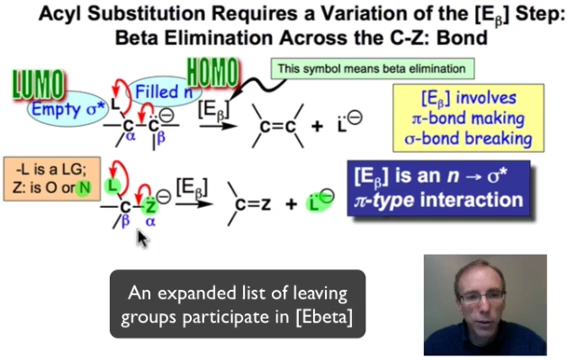 Acyl Substitution Requires a Variation of the [Eβ] Step:
Beta Elimination Across the C-Z: Bond
LUMO
HOMO
This symbol means beta elimination
Empty σ*
Filled n
L
[Eβ]
C-C:⊖
α β
C=C + L:⊖
[Eβ] involves
π-bond making
σ-bond breaking
-L is a LG;
Z: is O or N
L
[Eβ]
C-Z:⊖
β α
C=Z + L:⊖
[Eβ] is an n → σ*
π-type interaction
An expanded list of leaving
groups participate in [Ebeta]